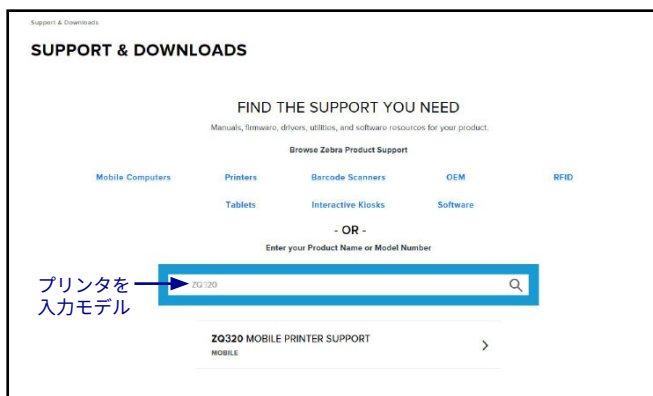 Support & Downloads
SUPPORT & DOWNLOADS
FIND THE SUPPORT YOU NEED
Manuals, firmware, drivers, utilities, and software resources for your product.
Browse Zebra Product Support
Mobile Computers Printers Barcode Scanners OEM RFID
Tablets Interactive Kiosks Software
- OR -
Enter your Product Name or Model Number
プリンタを
入力モデル
ZQ320
ZQ320 MOBILE PRINTER SUPPORT
MOBILE